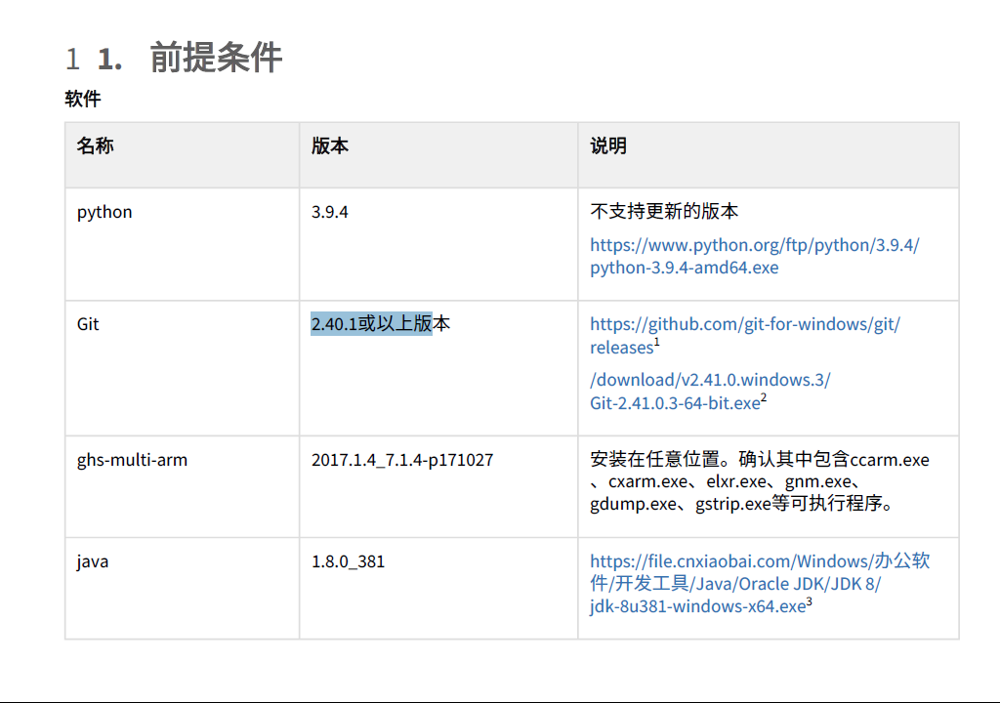 1 1. 前提条件
软件
名称 版本 说明
python 3.9.4 不支持更新的版本
https://www.python.org/ftp/python/3.9.4/
python-3.9.4-amd64.exe
Git 2.40.1或以上版本 https://github.com/git-for-windows/git/
releases1
/download/v2.41.0.windows.3/
Git-2.41.0.3-64-bit.exe2
ghs-multi-arm 2017.1.4_7.1.4-p171027 安装在任意位置。确认其中包含ccarm.exe
、cxarm.exe、elxr.exe、gnm.exe、
gdump.exe、gstrip.exe等可执行程序。
java 1.8.0_381 https://file.cnxiaobai.com/Windows/办公软
件/开发工具/Java/Oracle JDK/JDK 8/
jdk-8u381-windows-x64.exe3